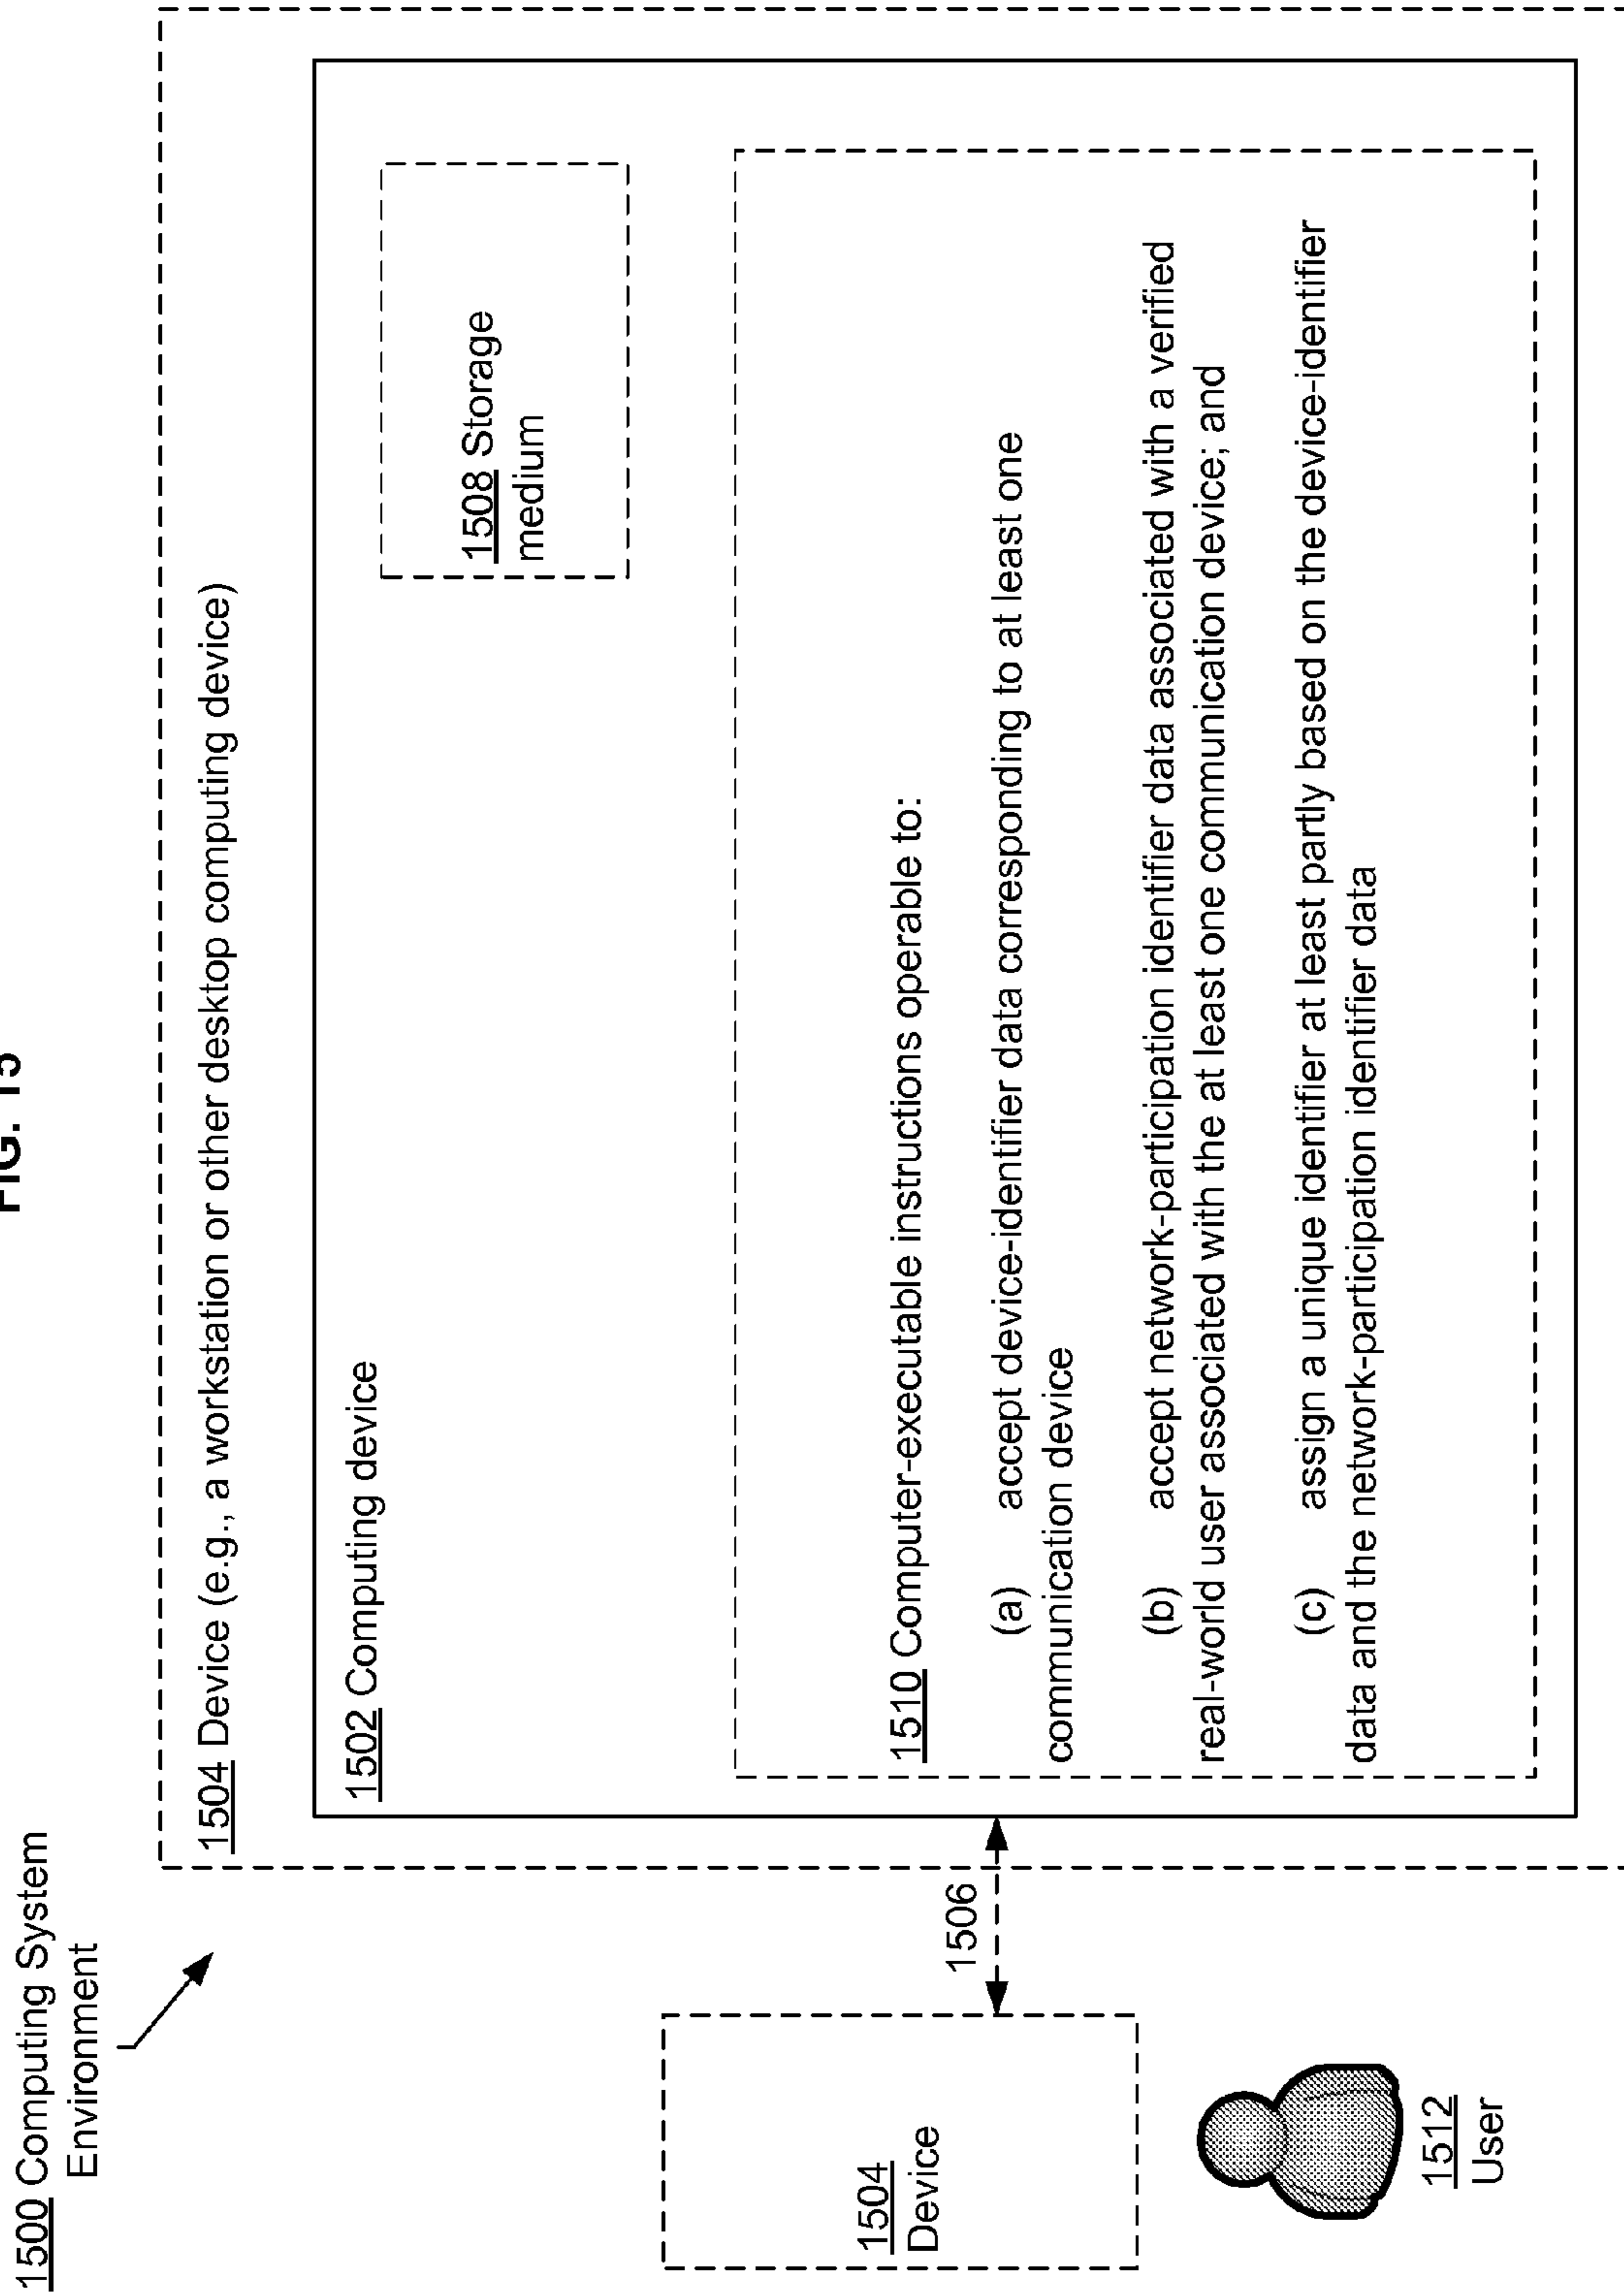 FIG. 15
1500 Computing System
Environment
1504 Device (e.g., a workstation or other desktop computing device)
1502 Computing device
1508 Storage
medium
1510 Computer-executable instructions operable to:
(a) accept device-identifier data corresponding to at least one
communication device
(b) accept network-participation identifier data associated with a verified
real-world user associated with the at least one communication device; and
(c) assign a unique identifier at least partly based on the device-identifier
data and the network-participation identifier data
1506
1504
Device
1512
User